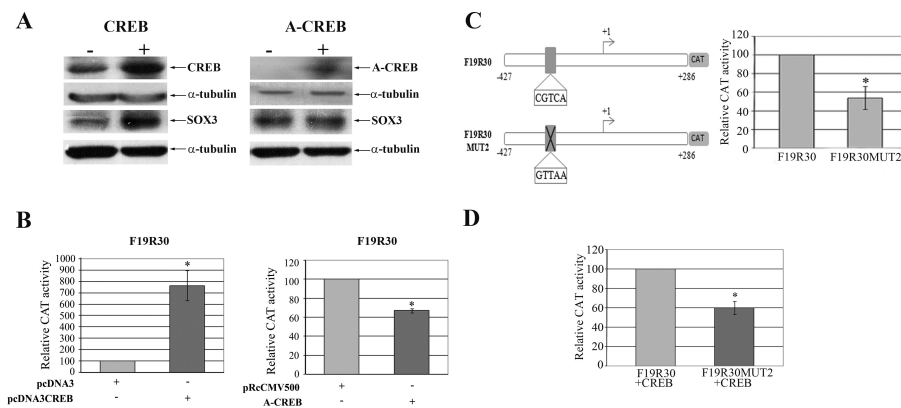 A
CREB
A-CREB
- +
- +
CREB
α-tubulin
SOX3
α-tubulin
A-CREB
α-tubulin
SOX3
α-tubulin
B
F19R30
Relative CAT activity
1000
900
800
700
600
500
400
300
200
100
0
*
pcDNA3 + -
pcDNA3CREB - +
F19R30
Relative CAT activity
120
100
80
60
40
20
0
*
pRcCMV500 + -
A-CREB - +
C
F19R30
+1
CAT
-427
+286
CGTCA
F19R30
MUT2
+1
CAT
-427
+286
GTTAA
Relative CAT activity
120
100
80
60
40
20
0
*
F19R30 F19R30MUT2
D
Relative CAT activity
120
100
80
60
40
20
0
*
F19R30 F19R30MUT2
+CREB +CREB